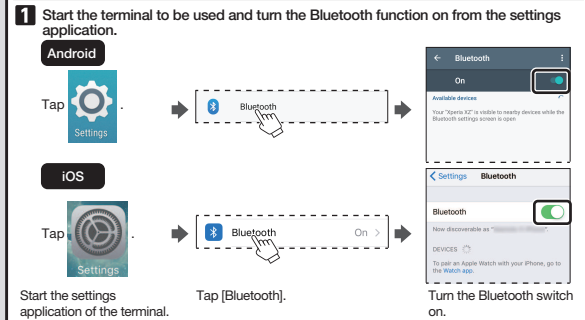 1 Start the terminal to be used and turn the Bluetooth function on from the settings
application.
Android
Tap
Settings
.
Bluetooth
← Bluetooth
On
Available devices
Your "Xperia XZ" is visible to nearby devices while the
Bluetooth settings screen is open
iOS
Tap
Settings
.
Bluetooth On >
Settings Bluetooth
Bluetooth
Now discoverable as "
DEVICES
To pair an Apple Watch with your iPhone, go to
the Watch app.
Start the settings
application of the terminal.
Tap [Bluetooth].
Turn the Bluetooth switch
on.